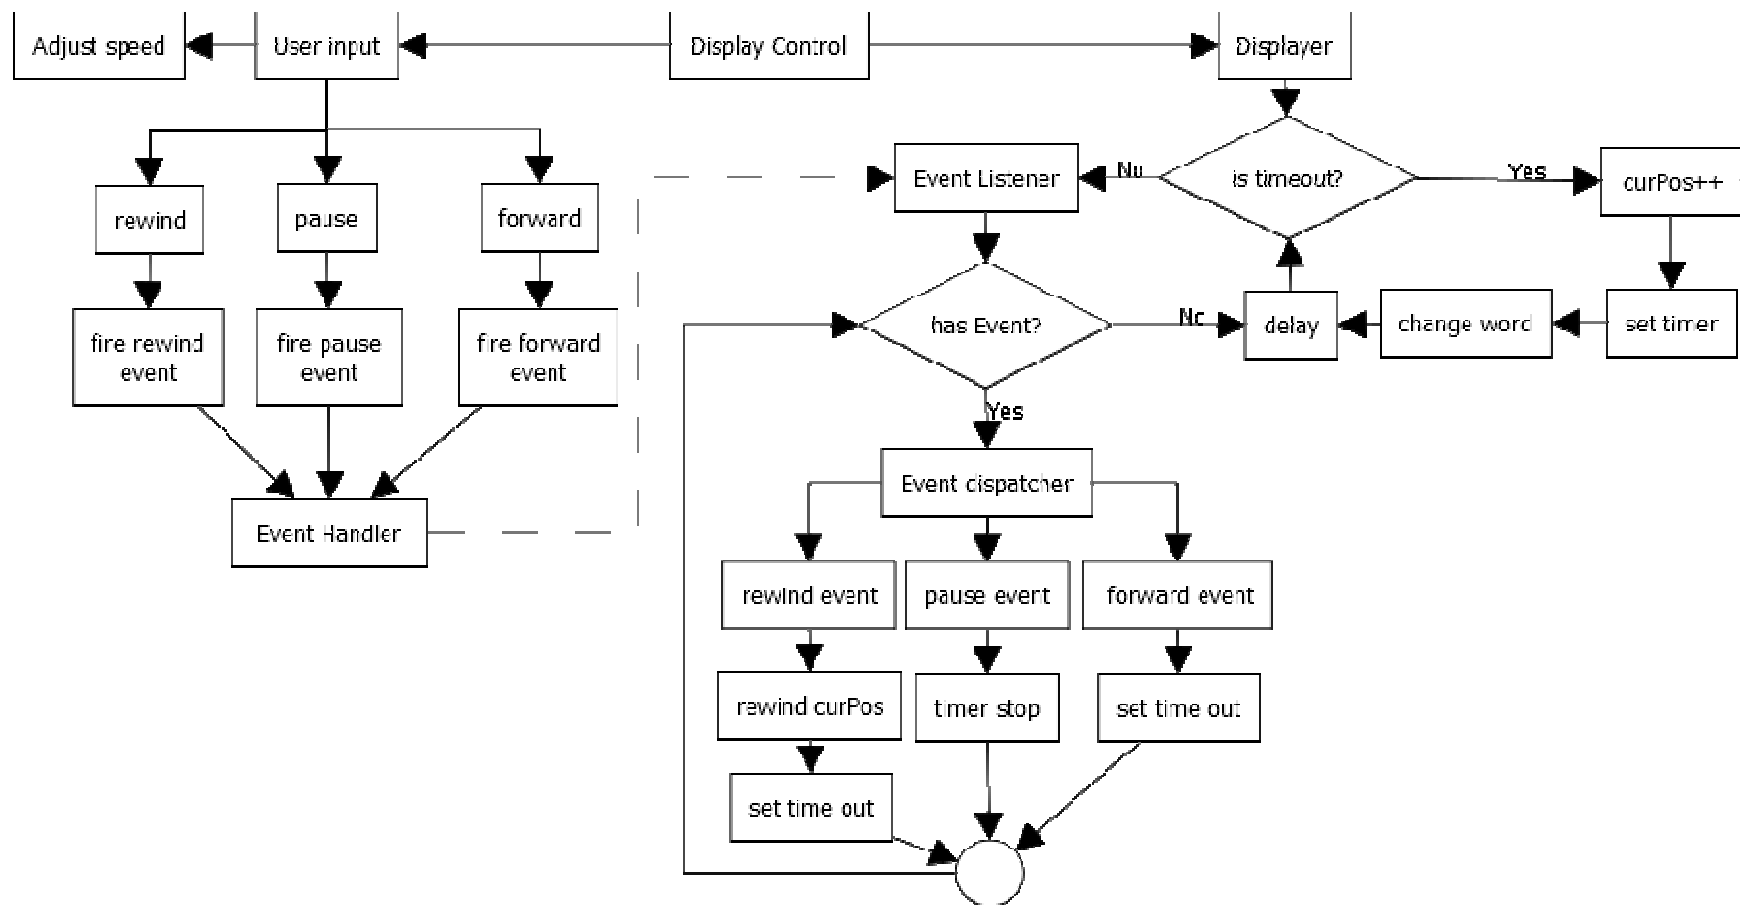 Adjust speed
User input
Display Control
Displayer
is timeout?
No
Yes
Event Listener
curPos++
rewind
pause
forward
has Event?
No
delay
change word
set timer
fire rewind
event
fire pause
event
fire forward
event
Yes
Event dispatcher
Event Handler
rewind event
pause event
forward event
rewind curPos
timer stop
set time out
set time out